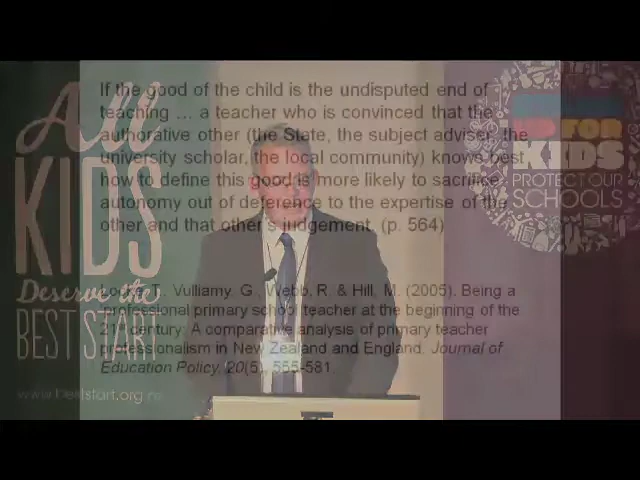 All
KIDS
Deserve the
BEST START
If the good of the child is the undisputed end of
teaching ... a teacher who is convinced that the
authorative other (the State, the subject adviser, the
university scholar, the local community) knows best
how to define this good is more likely to sacrifice
autonomy out of deference to the expertise of the
other and that other's judgement. (p. 564)
Locke, T., Vulliamy, G., Webb, R. & Hill, M. (2005). Being a
professional primary school teacher at the beginning of the
21st century: A comparative analysis of primary teacher
professionalism in New Zealand and England. Journal of
Education Policy, 20(5), 555-581.
UP FOR
KIDS
PROTECT OUR
SCHOOLS